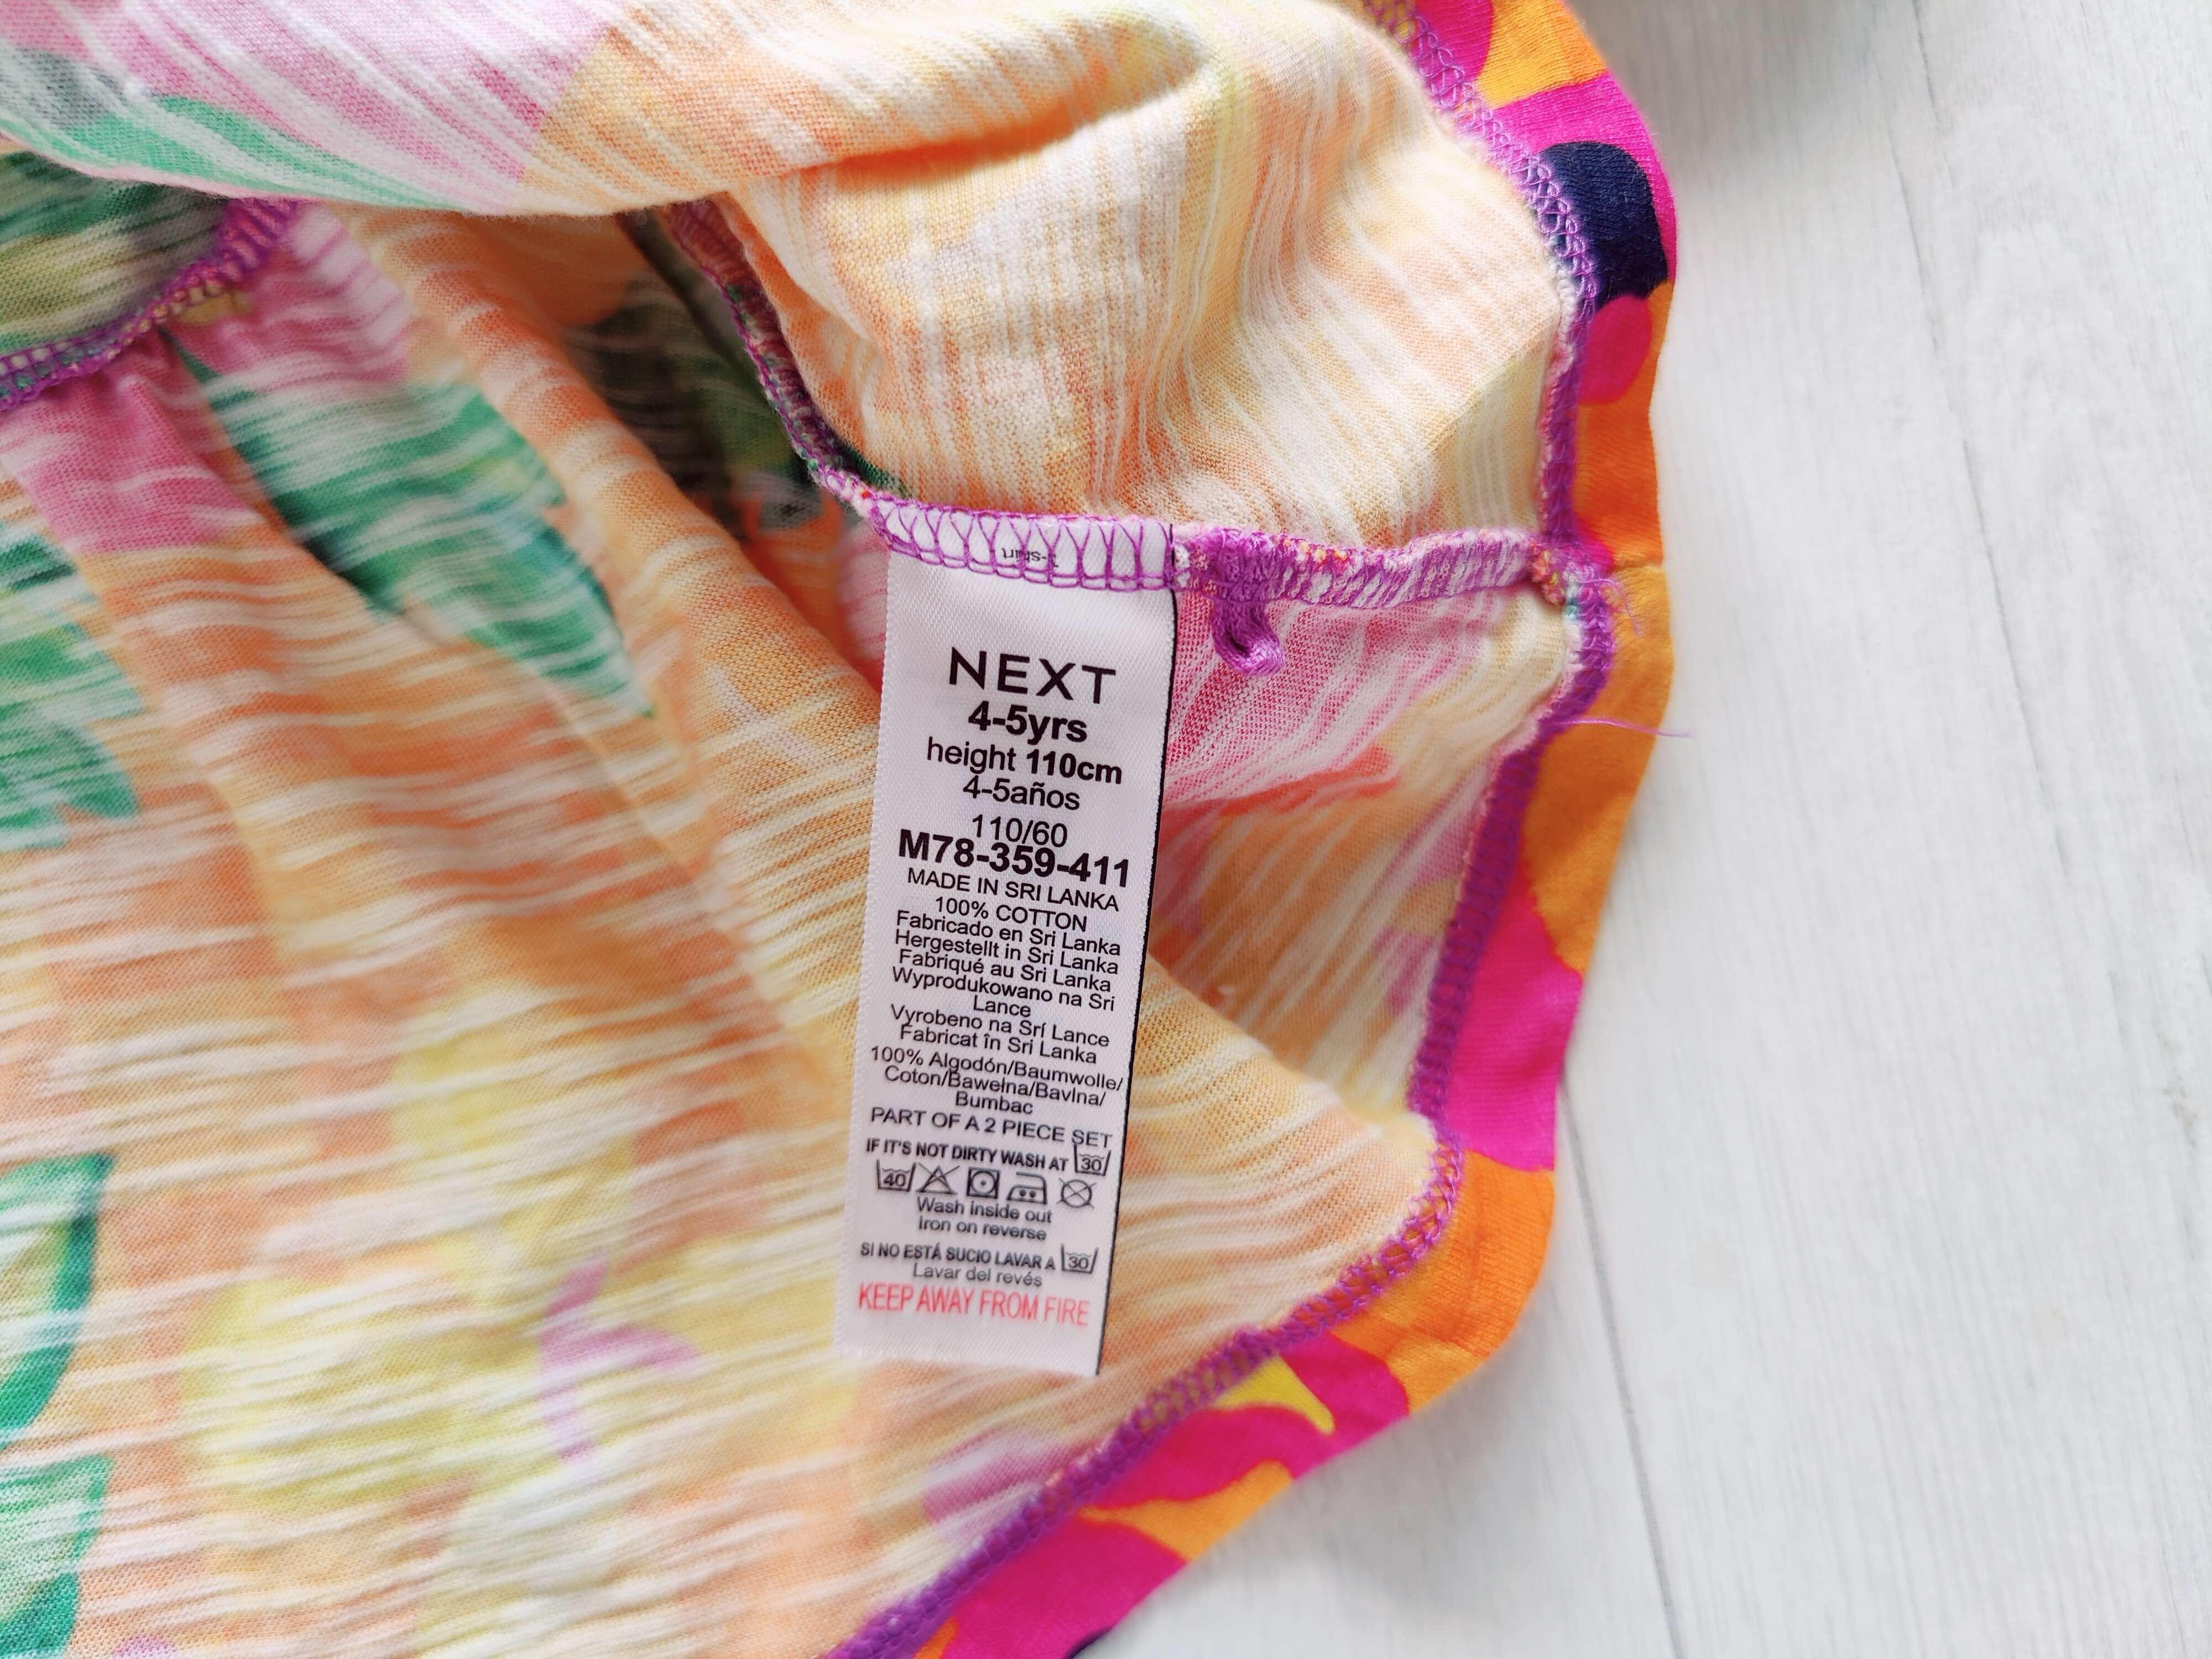 t-shirt
NEXT
4-5yrs
height 110cm
4-5años
110/60
M78-359-411
MADE IN SRI LANKA
100% COTTON
Fabricado en Sri Lanka
Hergestellt in Sri Lanka
Fabriqué au Sri Lanka
Wyprodukowano na Sri
Lance
Vyrobeno na Srí Lance
Fabricat în Sri Lanka
100% Algodón/Baumwolle/
Coton/Bawełna/Bavlna/
Bumbac
PART OF A 2 PIECE SET
IF IT'S NOT DIRTY WASH AT 30
40
Wash inside out
Iron on reverse
SI NO ESTÁ SUCIO LAVAR A 30
Lavar del revés
KEEP AWAY FROM FIRE